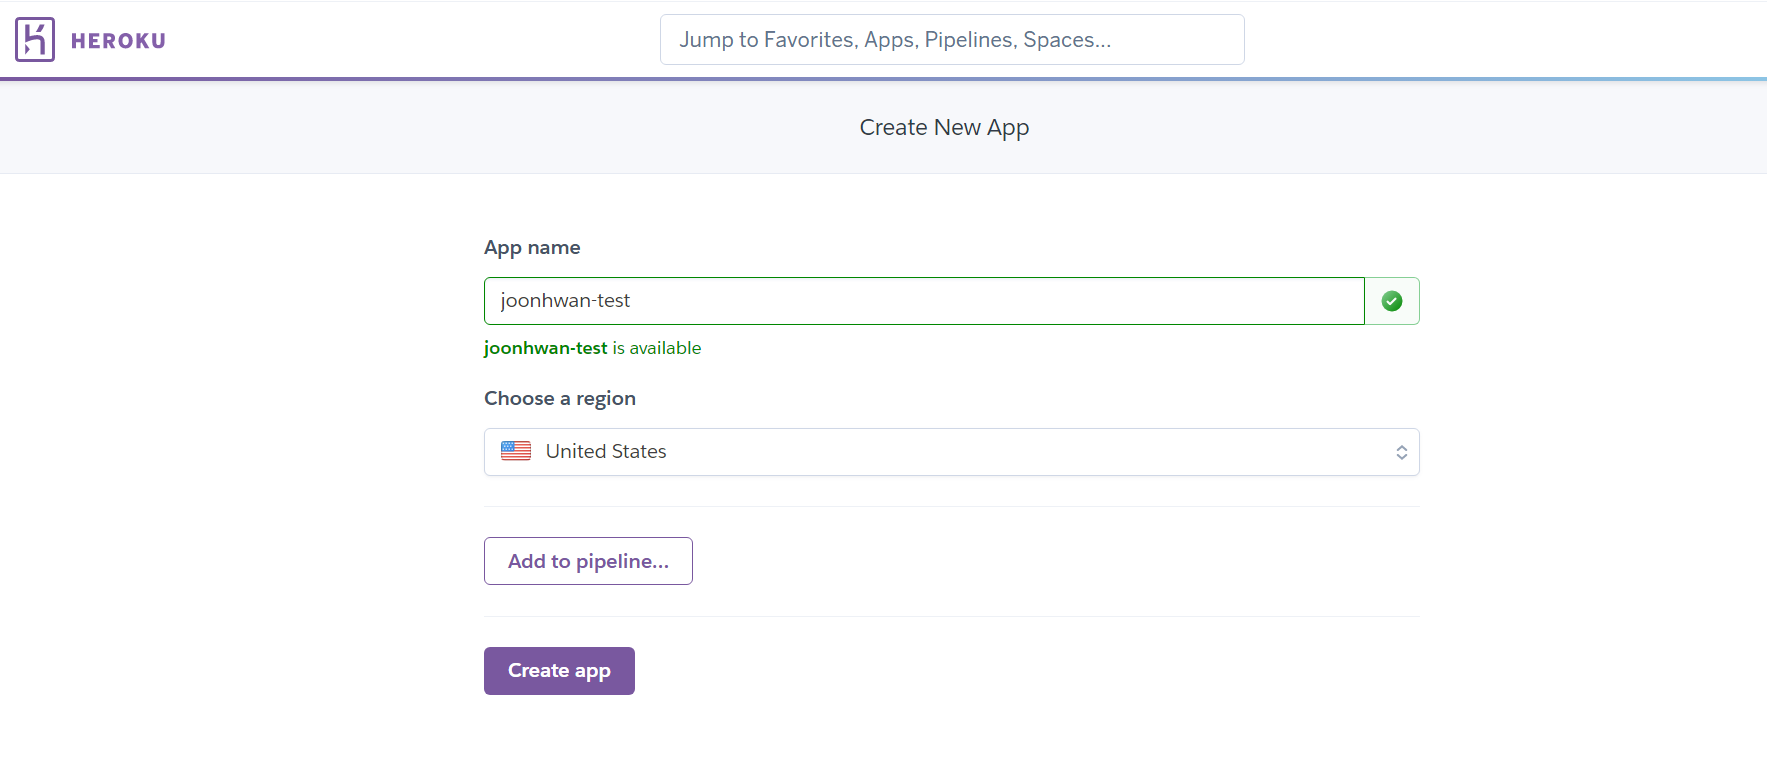 HEROKU
Jump to Favorites, Apps, Pipelines, Spaces...
Create New App
App name
joonhwan-test
joonhwan-test is available
Choose a region
United States
Add to pipeline...
Create app